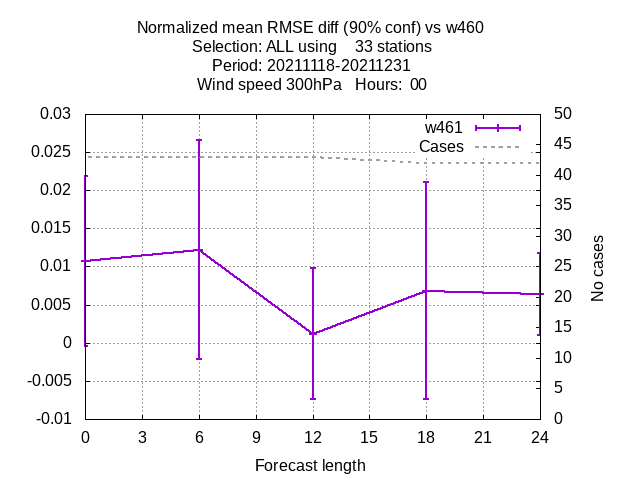 Normalized mean RMSE diff (90% conf) vs w460
Selection: ALL using    33 stations
Period: 20211118-20211231
Wind speed 300hPa   Hours:  00
w461
Cases
0.03
0.025
0.02
0.015
0.01
0.005
0
-0.005
-0.01
50
45
40
35
30
25
20
15
10
5
0
No cases
0 3 6 9 12 15 18 21 24
Forecast length